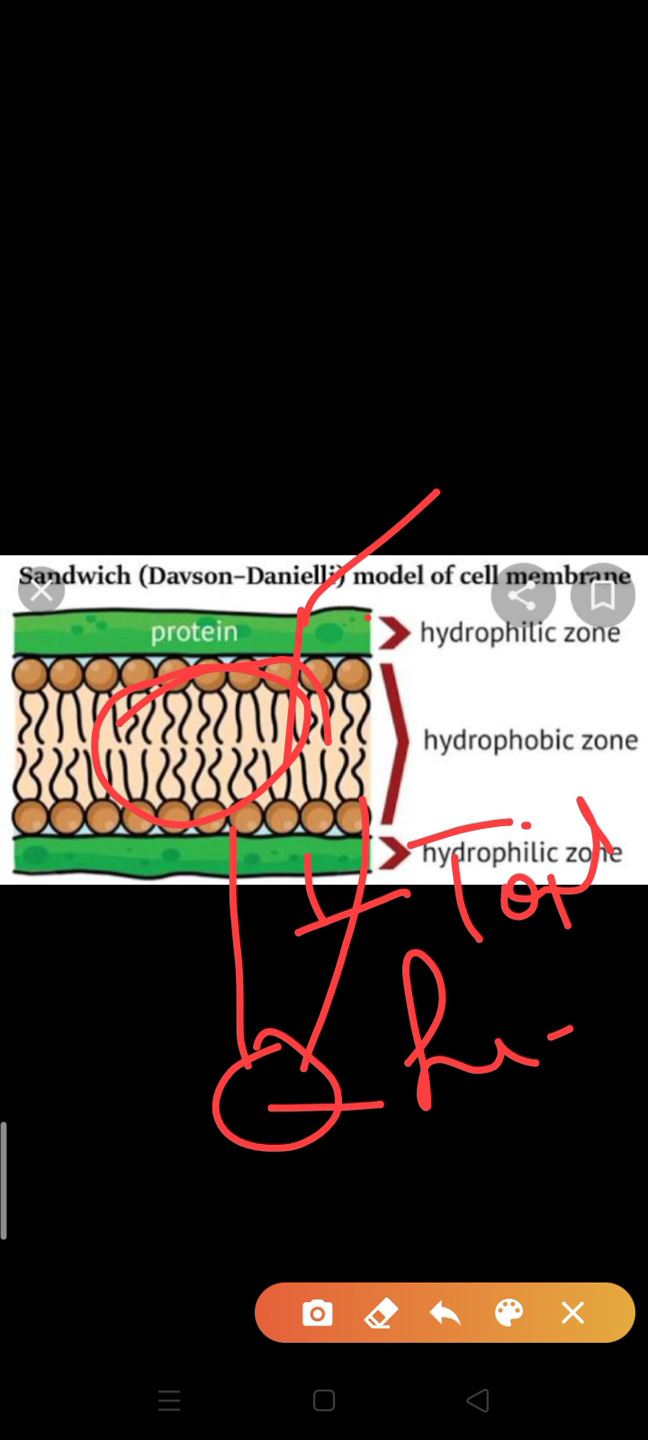 Sandwich (Davson–Danielli) model of cell membrane
protein
hydrophilic zone
hydrophobic zone
hydrophilic zone